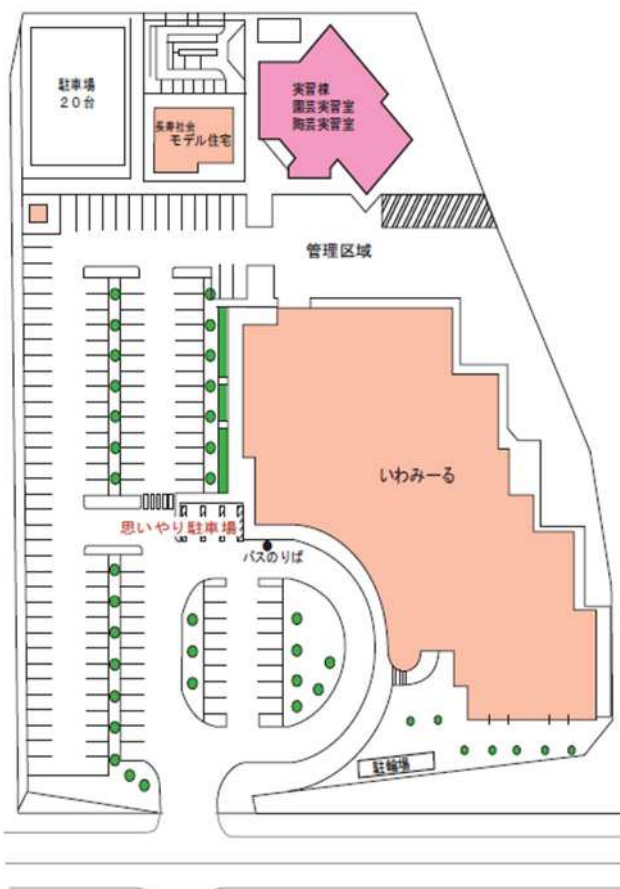 駐車場
20台
実習棟
園芸実習室
陶芸実習室
長寿社会
モデル住宅
管理区域
いわみーる
思いやり駐車場
バスのりば
駐輪場